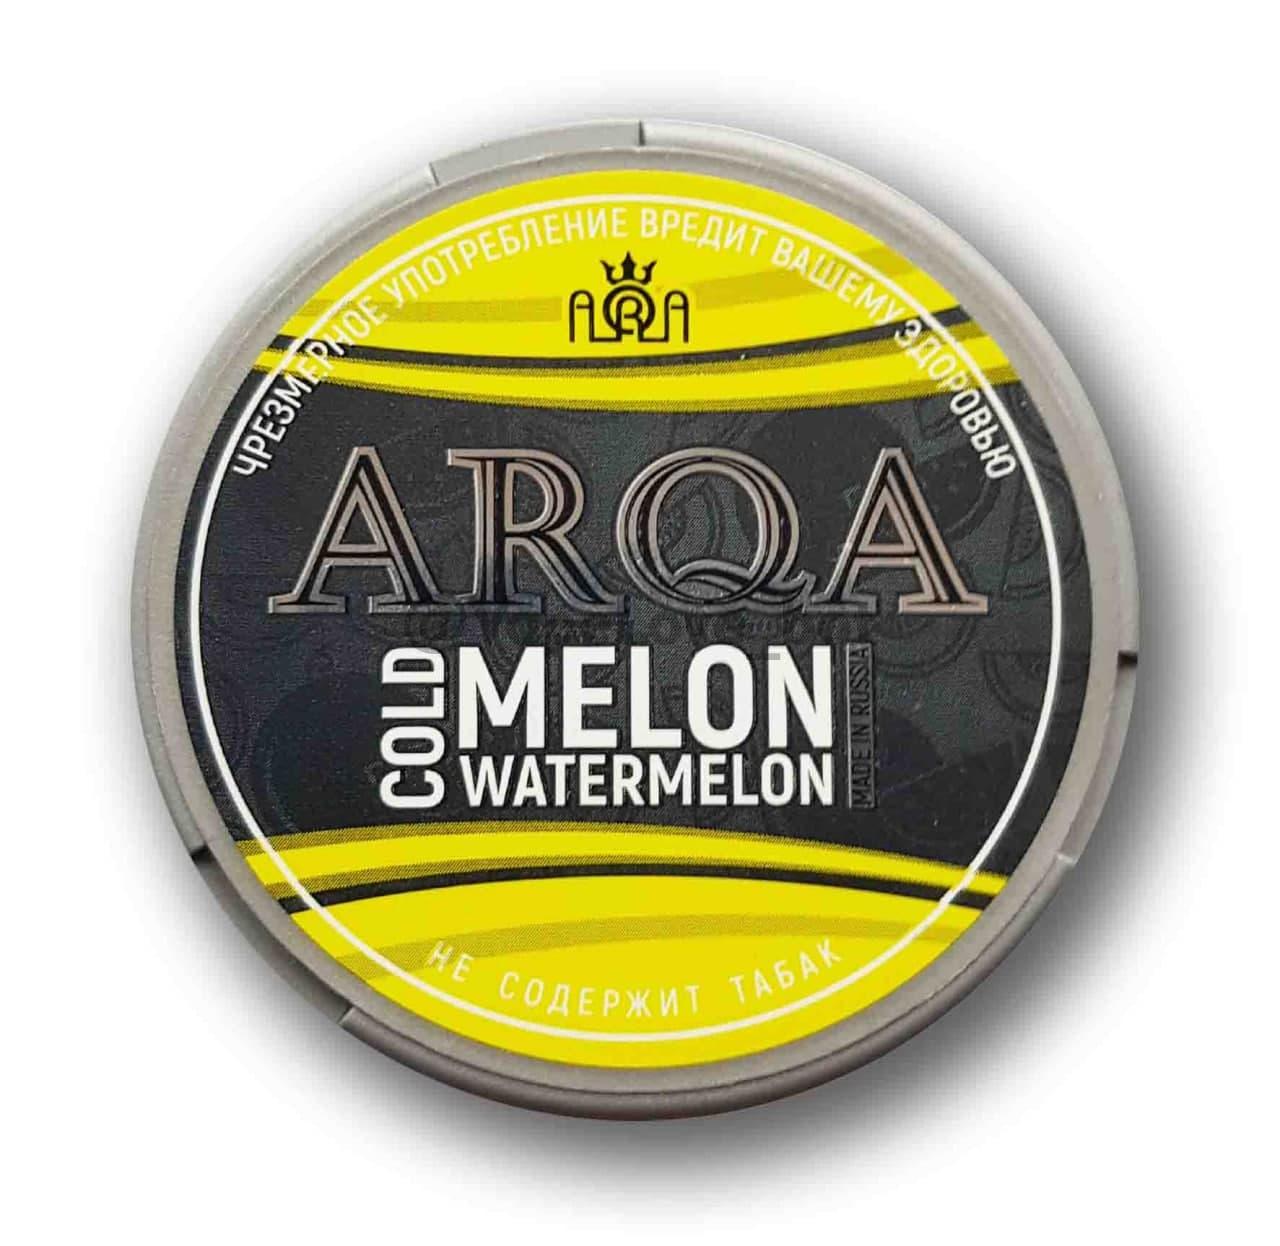 ЧРЕЗМЕРНОЕ УПОТРЕБЛЕНИЕ ВРЕДИТ ВАШЕМУ ЗДОРОВЬЮ
ARQA
ARQA
COLD
MELON
WATERMELON
MADE IN RUSSIA
НЕ СОДЕРЖИТ ТАБАК